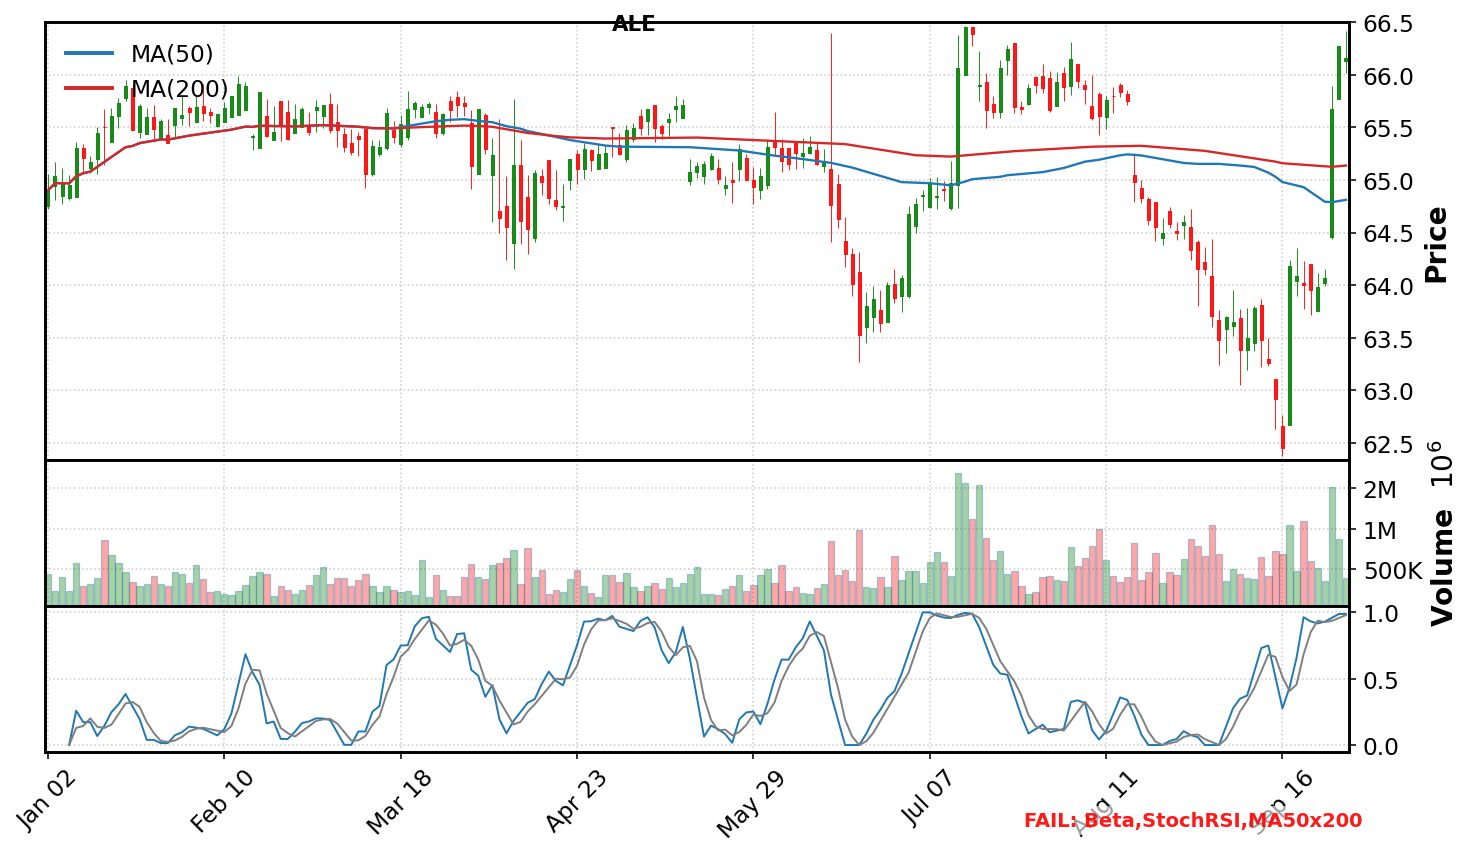 ALE
MA(50)
MA(200)
66.5
66.0
65.5
65.0
64.5
64.0
63.5
63.0
62.5
Price
2M
1M
500K
Volume 10^6
1.0
0.5
0.0
Jan 02
Feb 10
Mar 18
Apr 23
May 29
Jul 07
Aug 11
Sep 16
FAIL: Beta,StochRSI,MA50x200